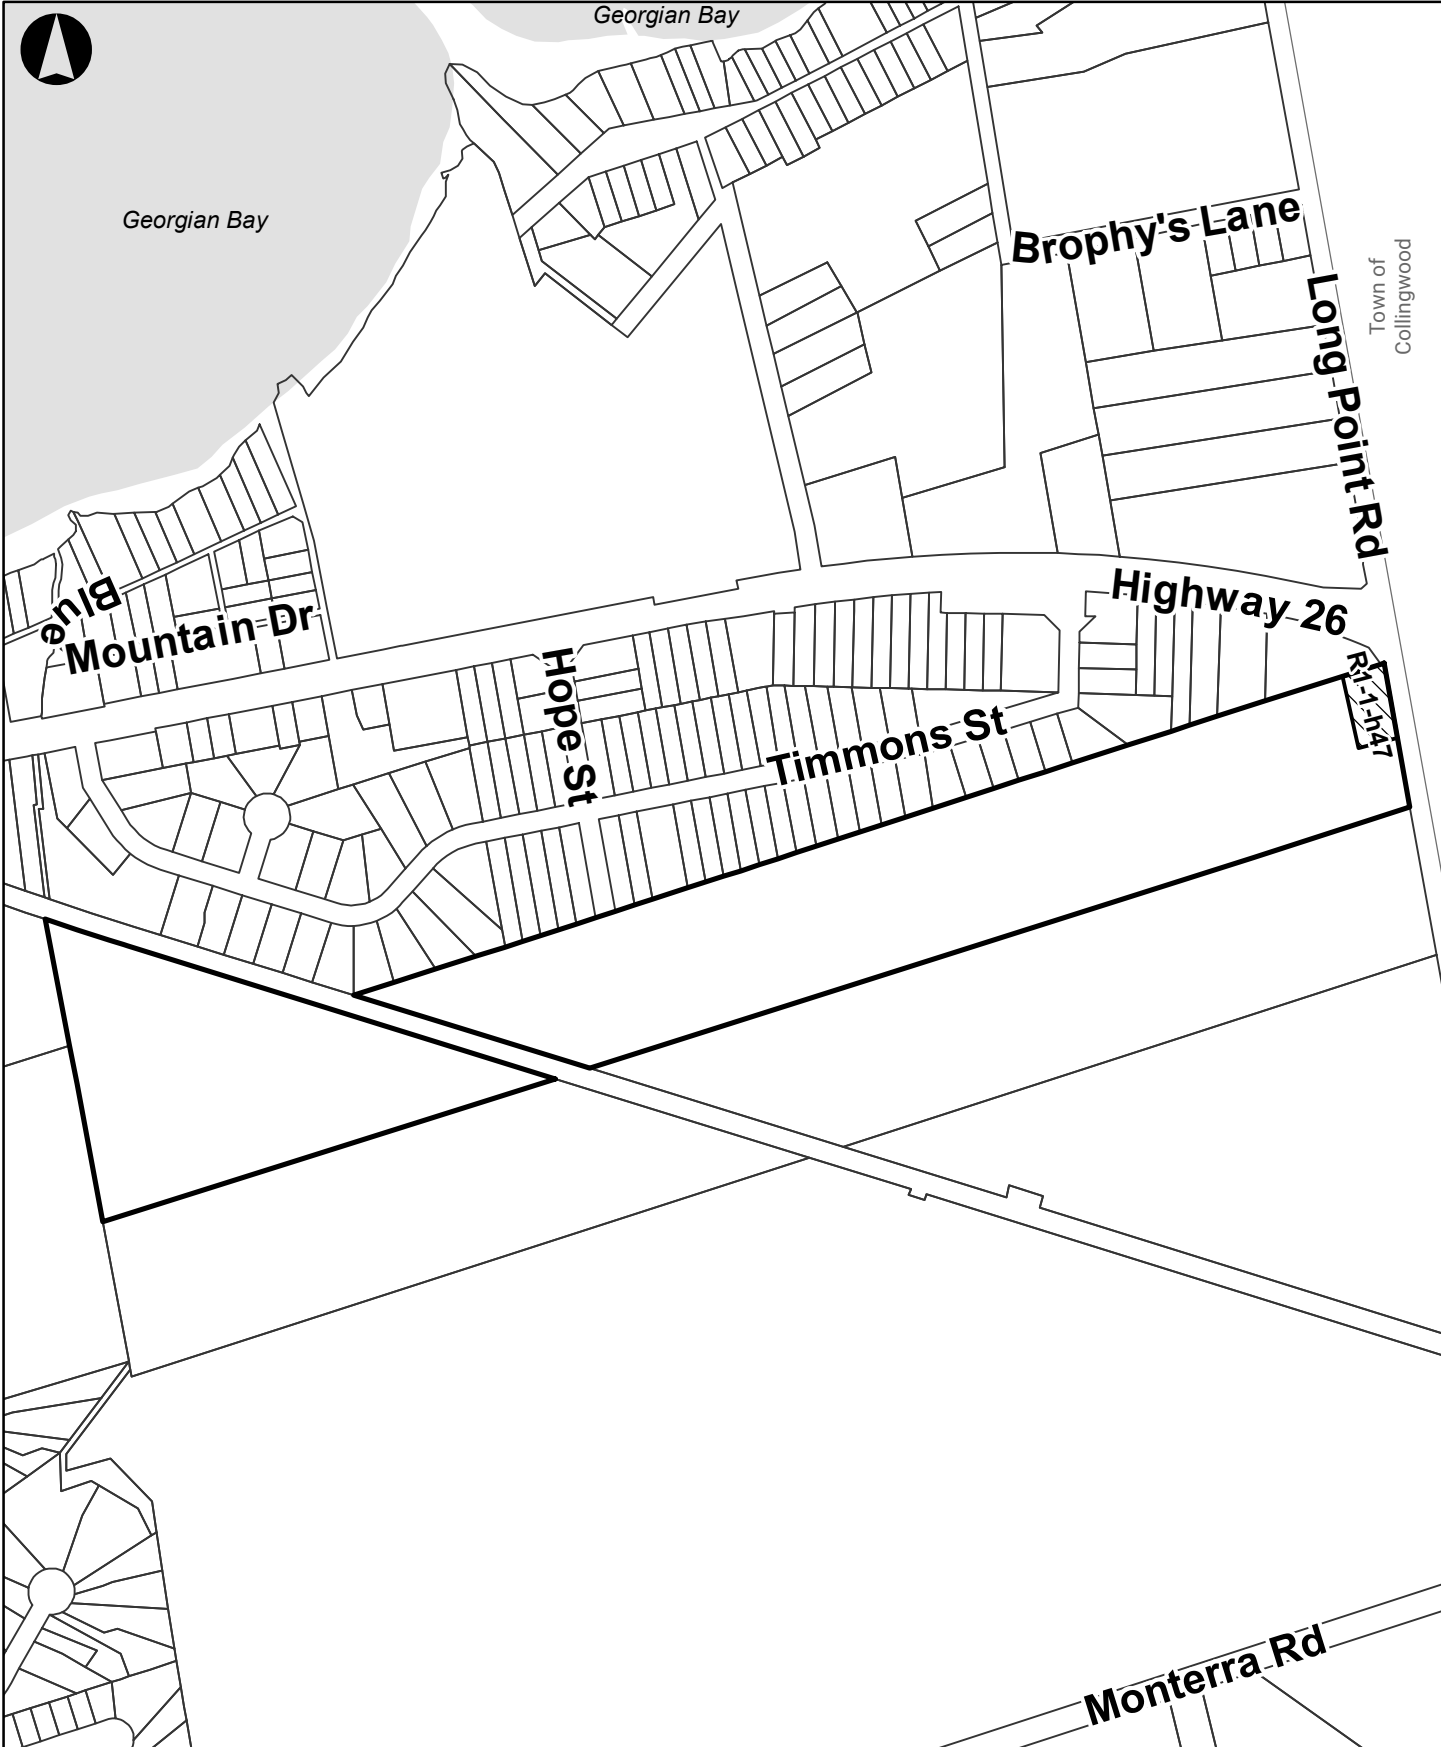 Georgian Bay
Georgian Bay
Brophy's Lane
Town of
Collingwood
Long Point Rd
Highway 26
Blue
Mountain Dr
Hope St
R1-1-h47
Timmons St
Monterra Rd